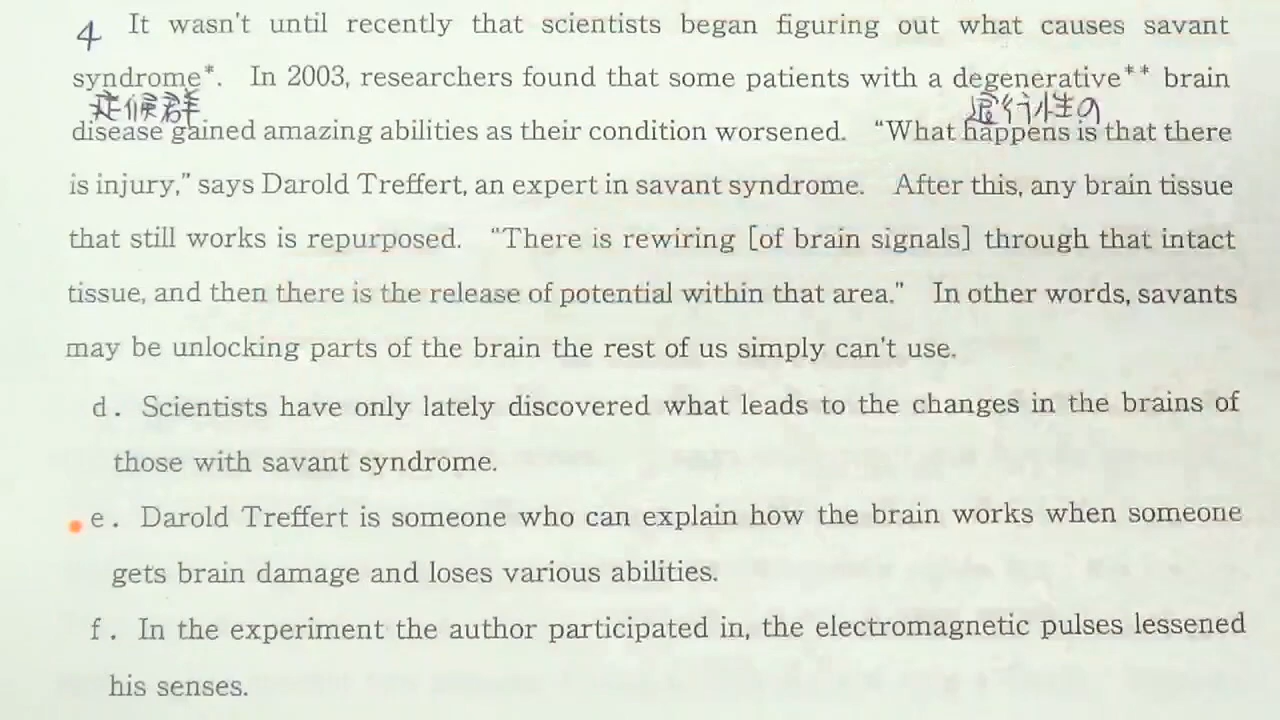 4 It wasn't until recently that scientists began figuring out what causes savant
syndrome*. In 2003, researchers found that some patients with a degenerative** brain
症候群 退行性の
disease gained amazing abilities as their condition worsened. “What happens is that there
is injury,” says Darold Treffert, an expert in savant syndrome. After this, any brain tissue
that still works is repurposed. “There is rewiring [of brain signals] through that intact
tissue, and then there is the release of potential within that area.” In other words, savants
may be unlocking parts of the brain the rest of us simply can't use.
d. Scientists have only lately discovered what leads to the changes in the brains of
those with savant syndrome.
e. Darold Treffert is someone who can explain how the brain works when someone
gets brain damage and loses various abilities.
f. In the experiment the author participated in, the electromagnetic pulses lessened
his senses.